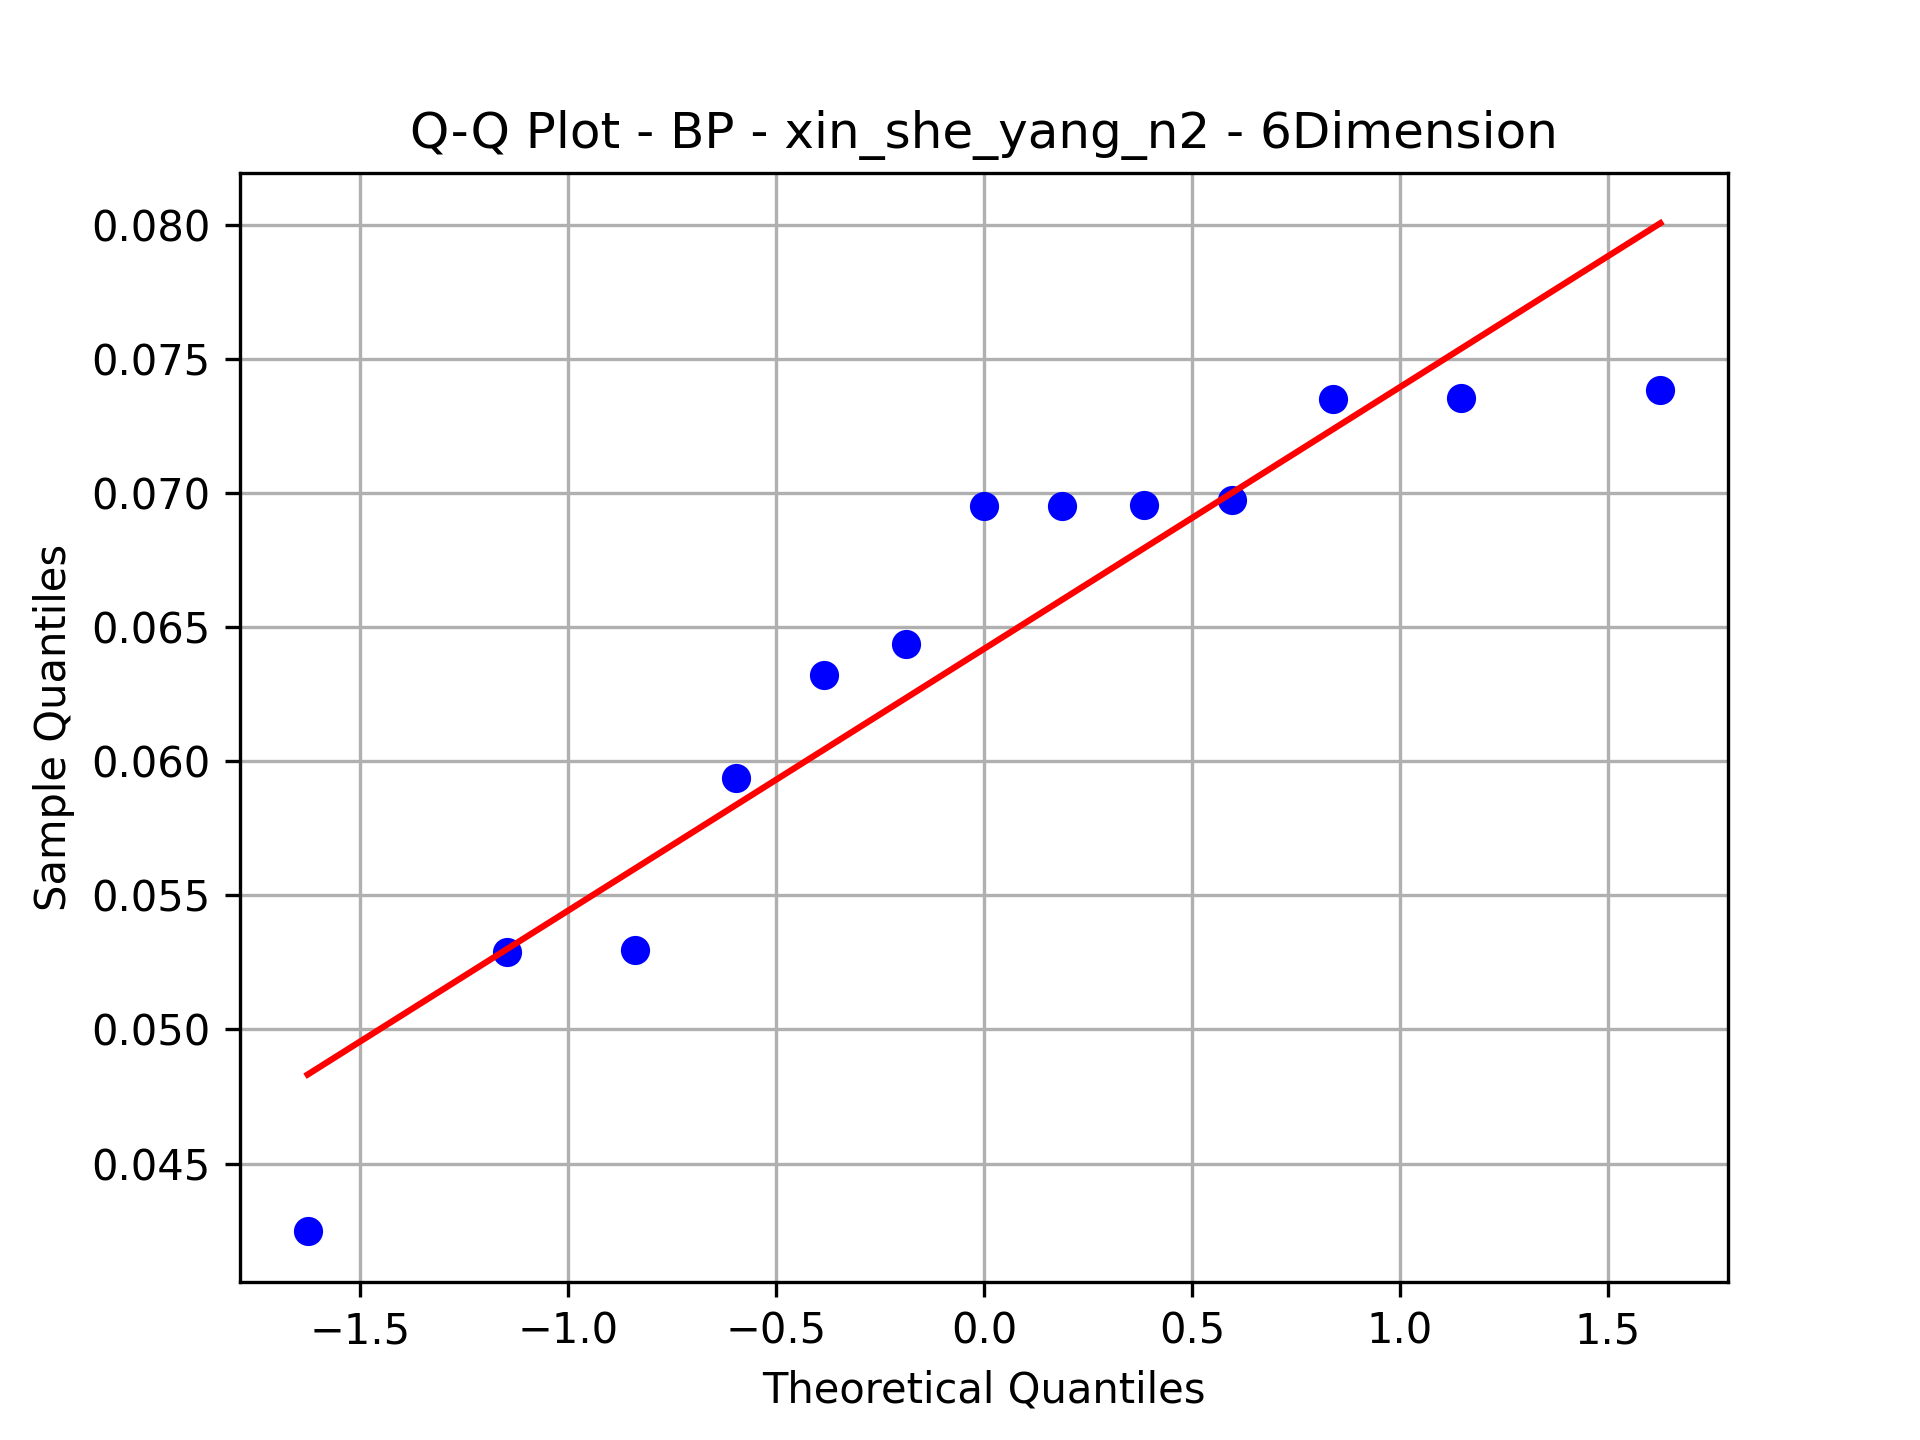 Q-Q Plot - BP - xin_she_yang_n2 - 6Dimension
0.080
0.075
0.070
0.065
0.060
0.055
0.050
0.045
Sample Quantiles
−1.5 −1.0 −0.5 0.0 0.5 1.0 1.5
Theoretical Quantiles